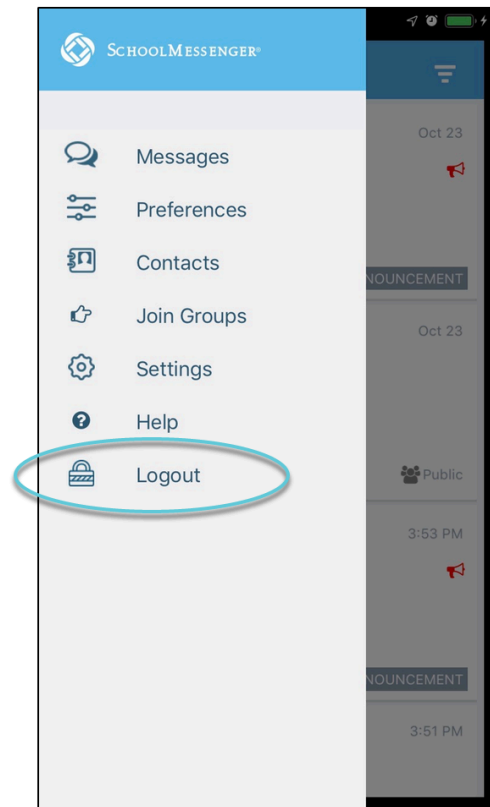 SCHOOLMESSENGER®
Oct 23
Messages
Preferences
Contacts
NOUNCEMENT
Join Groups
Oct 23
Settings
Help
Logout
Public
3:53 PM
NOUNCEMENT
3:51 PM